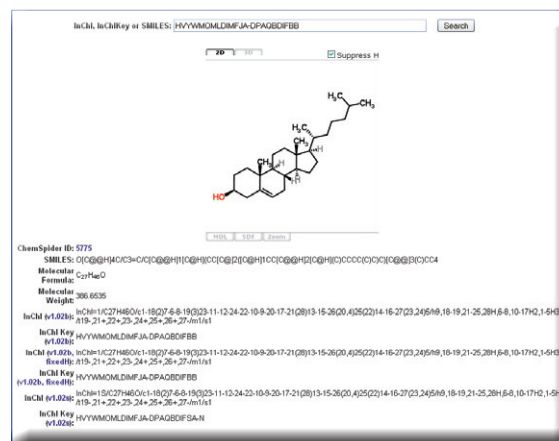 InChI, InChIKey or SMILES: HVYWMOMLDIMFJA-DPAQBDIFBB Search
2D 3D Suppress H
H₃C CH₃
H₃C
CH₃
CH₃ H
H H
HO
MOL SDF Zoom
ChemSpider ID: 5775
SMILES: O[C@@H]4C/C3=C/C[C@@H]1[C@H](CC[C@]2([C@H]1CC[C@@H]2[C@H](C)CCCC(C)C)C)[C@@]3(C)CC4
Molecular Formula: C₂₇H₄₆O
Molecular Weight: 386.6535
InChI (v1.02b): InChI=1/C27H46O/c1-18(2)7-6-8-19(3)23-11-12-24-22-10-9-20-17-21(28)13-15-26(20,4)25(22)14-16-27(23,24)5/h9,18-19,21-25,28H,6-8,10-17H2,1-5H3
/t19-,21+,22+,23-,24+,25+,26+,27-/m1/s1
InChI Key (v1.02b): HVYWMOMLDIMFJA-DPAQBDIFBB
InChI (v1.02b, fixedH): InChI=1/C27H46O/c1-18(2)7-6-8-19(3)23-11-12-24-22-10-9-20-17-21(28)13-15-26(20,4)25(22)14-16-27(23,24)5/h9,18-19,21-25,28H,6-8,10-17H2,1-5H3
/t19-,21+,22+,23-,24+,25+,26+,27-/m1/s1
InChI Key (v1.02b, fixedH): HVYWMOMLDIMFJA-DPAQBDIFBB
InChI (v1.02s): InChI=1S/C27H46O/c1-18(2)7-6-8-19(3)23-11-12-24-22-10-9-20-17-21(28)13-15-26(20,4)25(22)14-16-27(23,24)5/h9,18-19,21-25,28H,6-8,10-17H2,1-5H
/t19-,21+,22+,23-,24+,25+,26+,27-/m1/s1
InChI Key (v1.02s): HVYWMOMLDIMFJA-DPAQBDIFSA-N